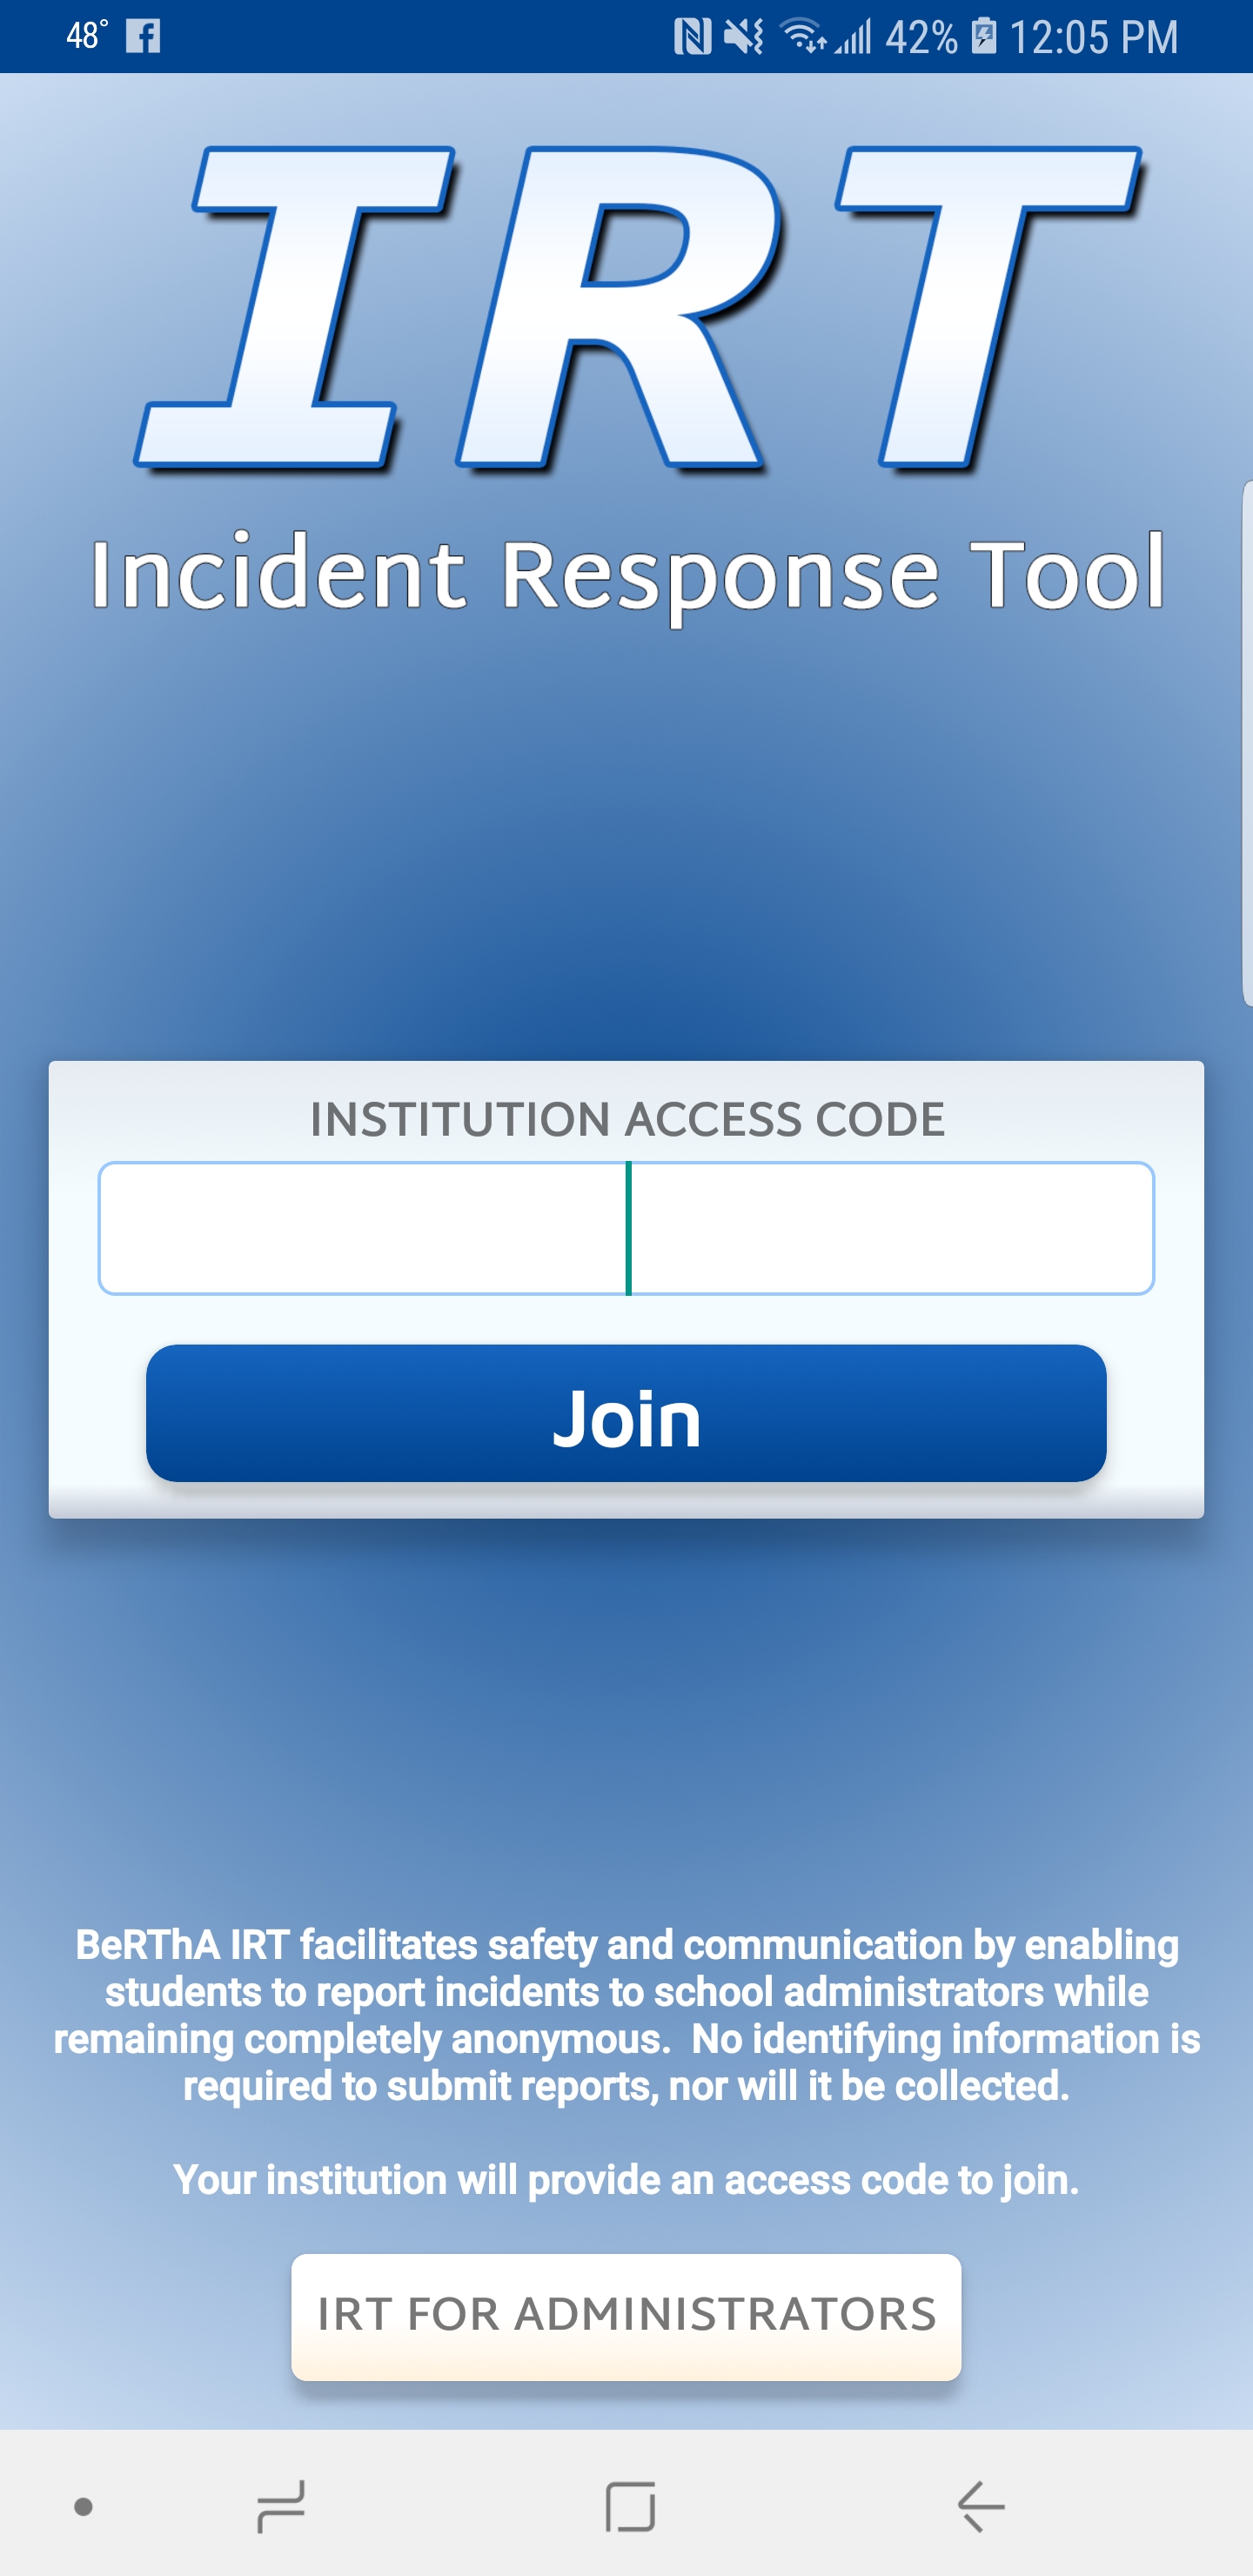 48° 42% 12:05 PM
IRT
Incident Response Tool
INSTITUTION ACCESS CODE
Join
BeRThA IRT facilitates safety and communication by enabling
students to report incidents to school administrators while
remaining completely anonymous.  No identifying information is
required to submit reports, nor will it be collected.
Your institution will provide an access code to join.
IRT FOR ADMINISTRATORS